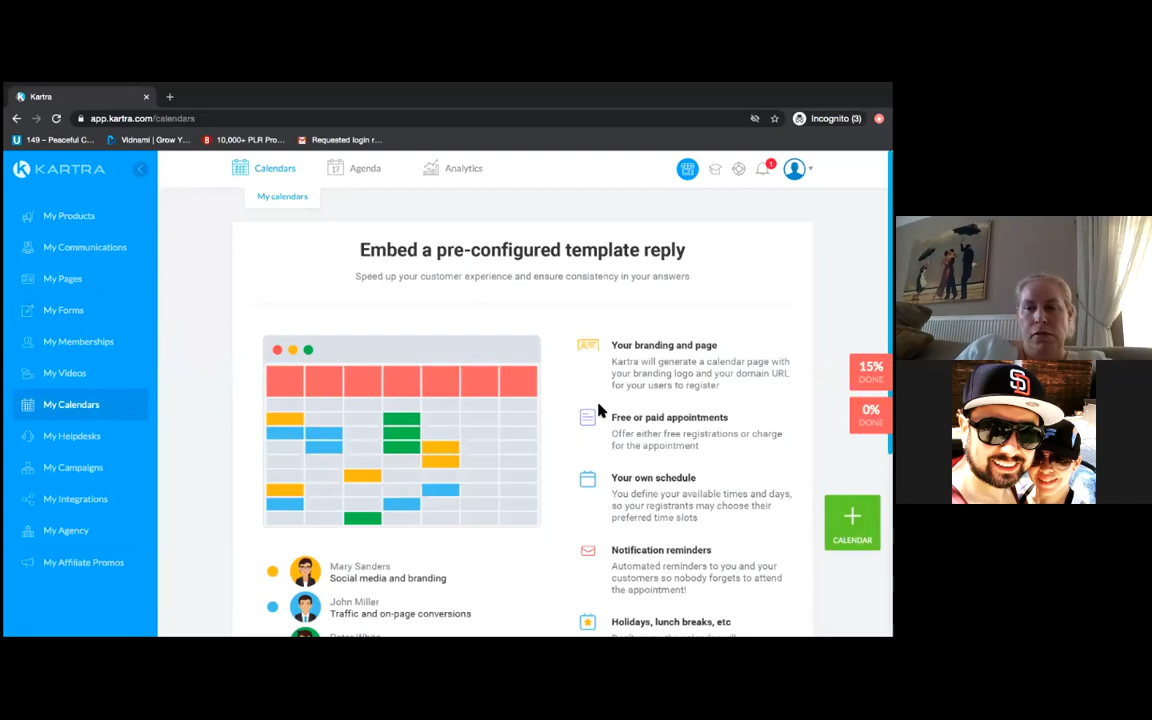 Kartra
app.kartra.com/calendars
Incognito (3)
149 – Peaceful C...
Vidnami | Grow Y...
10,000+ PLR Pro...
Requested login r...
KARTRA
Calendars
17
Agenda
Analytics
1
My calendars
My Products
My Communications
My Pages
My Forms
My Memberships
My Videos
My Calendars
My Helpdesks
My Campaigns
My Integrations
My Agency
My Affiliate Promos
Embed a pre-configured template reply
Speed up your customer experience and ensure consistency in your answers
Your branding and page
Kartra will generate a calendar page with
your branding logo and your domain URL
for your users to register
Free or paid appointments
Offer either free registrations or charge
for the appointment
Your own schedule
You define your available times and days,
so your registrants may choose their
preferred time slots
Notification reminders
Automated reminders to you and your
customers so nobody forgets to attend
the appointment!
Holidays, lunch breaks, etc
Mary Sanders
Social media and branding
John Miller
Traffic and on-page conversions
15%
DONE
0%
DONE
+
CALENDAR
SD